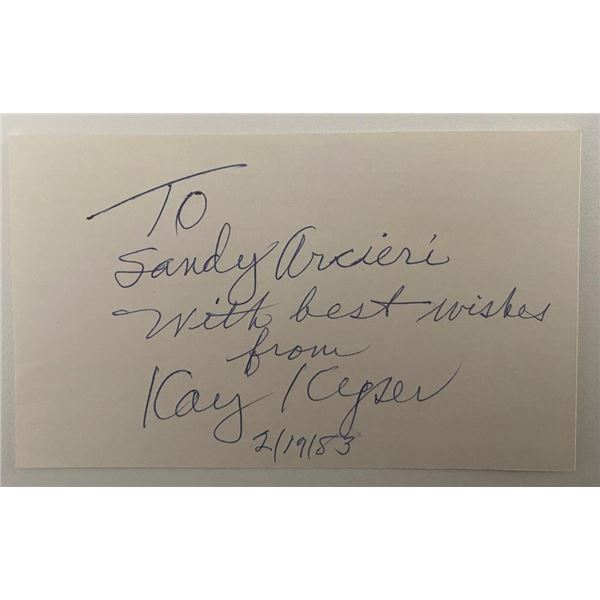 To
Sandy Arcieri
With best wishes
from
Kay Kyser
2/19/83